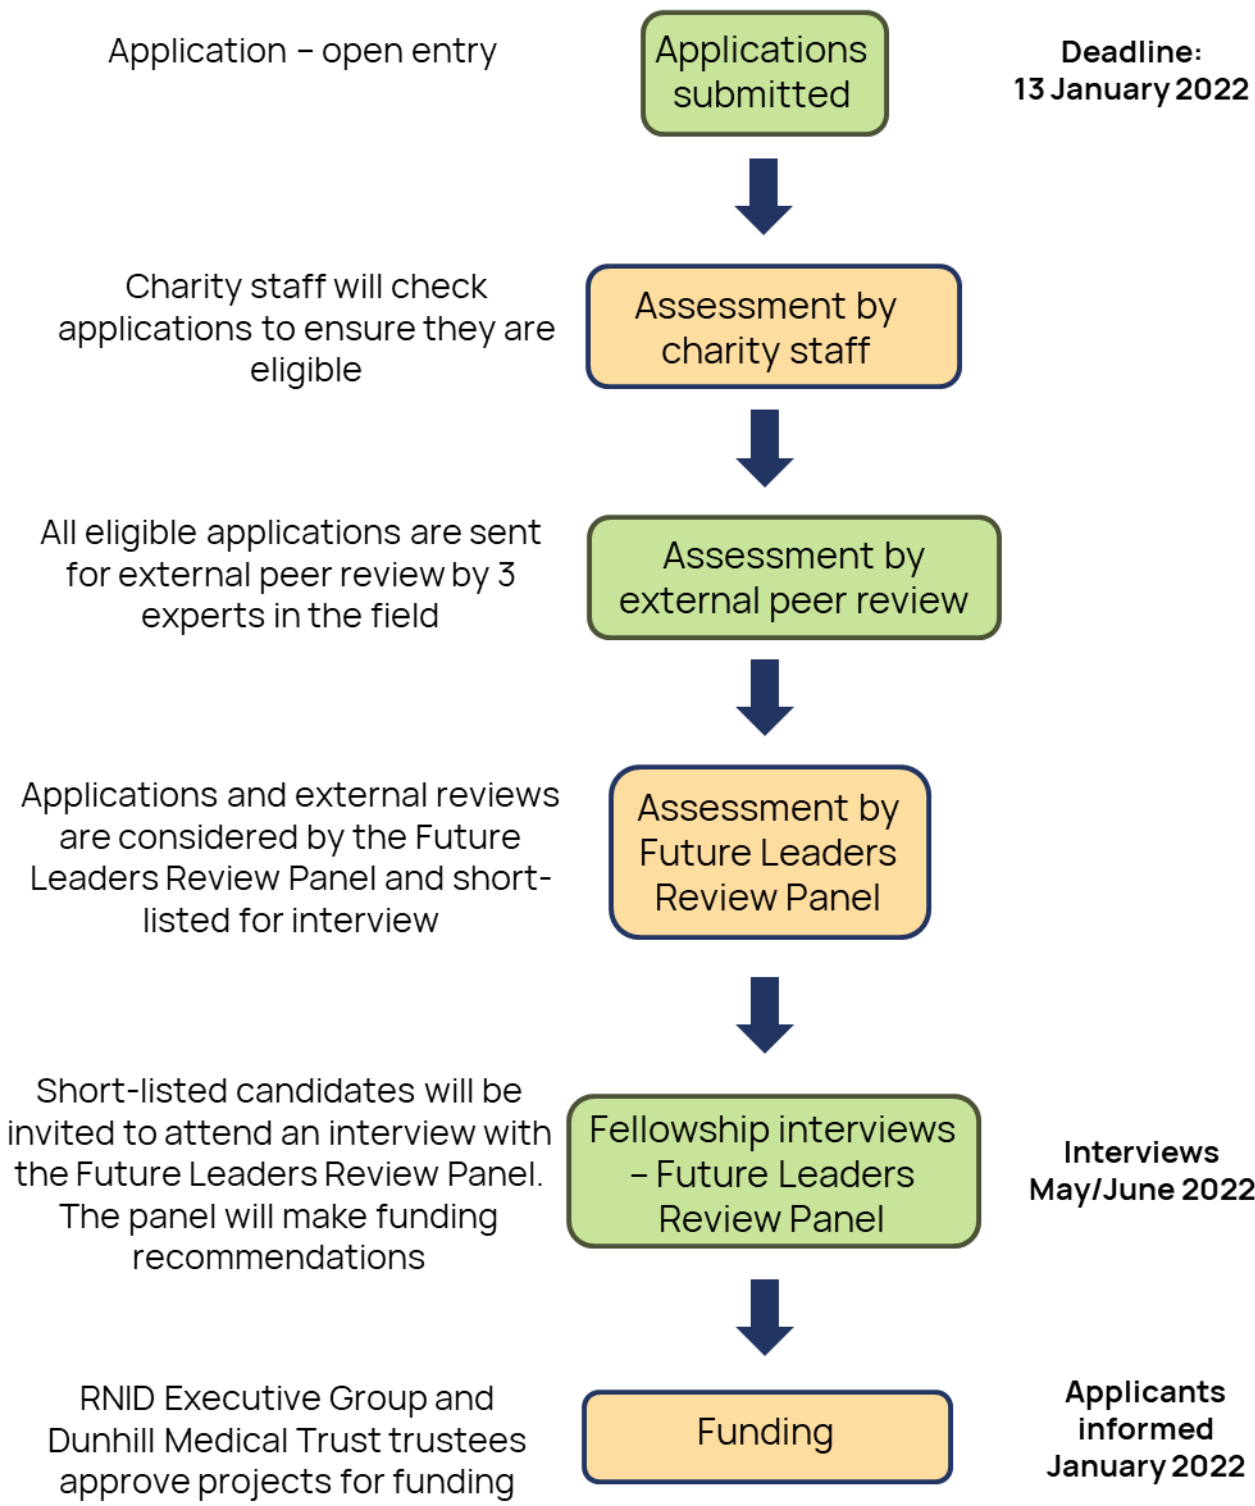 Application – open entry
Applications
submitted
Deadline:
13 January 2022
Charity staff will check
applications to ensure they are
eligible
Assessment by
charity staff
All eligible applications are sent
for external peer review by 3
experts in the field
Assessment by
external peer review
Applications and external reviews
are considered by the Future
Leaders Review Panel and short-
listed for interview
Assessment by
Future Leaders
Review Panel
Short-listed candidates will be
invited to attend an interview with
the Future Leaders Review Panel.
The panel will make funding
recommendations
Fellowship interviews
– Future Leaders
Review Panel
Interviews
May/June 2022
RNID Executive Group and
Dunhill Medical Trust trustees
approve projects for funding
Funding
Applicants
informed
January 2022